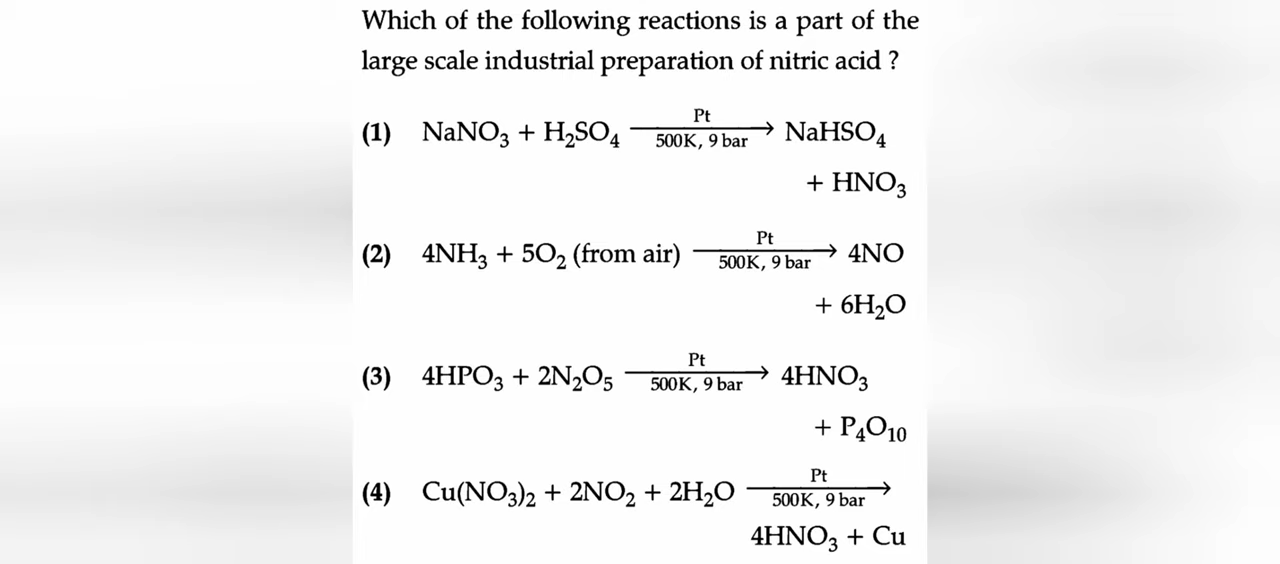 Which of the following reactions is a part of the
large scale industrial preparation of nitric acid ?
(1) NaNO₃ + H₂SO₄ —Pt / 500K, 9 bar→ NaHSO₄
+ HNO₃
(2) 4NH₃ + 5O₂ (from air) —Pt / 500K, 9 bar→ 4NO
+ 6H₂O
(3) 4HPO₃ + 2N₂O₅ —Pt / 500K, 9 bar→ 4HNO₃
+ P₄O₁₀
(4) Cu(NO₃)₂ + 2NO₂ + 2H₂O —Pt / 500K, 9 bar→
4HNO₃ + Cu